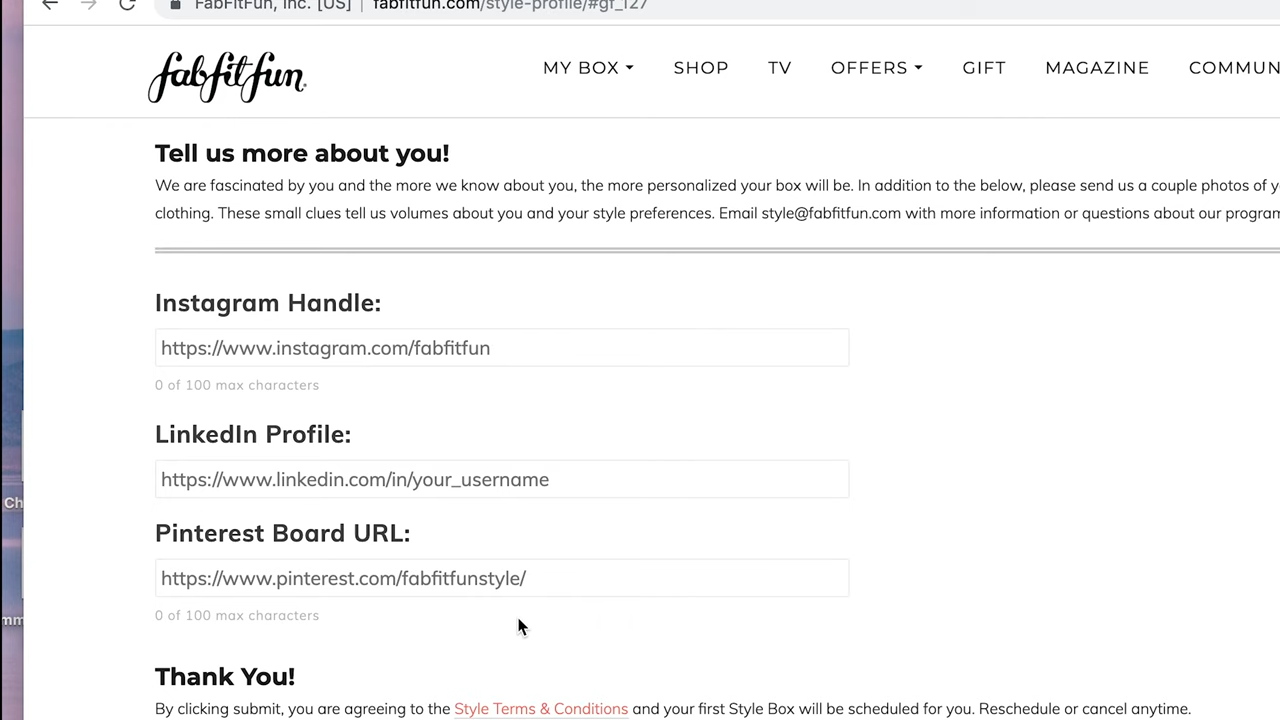 FabFitFun, Inc. [US] | fabfitfun.com/style-profile/#gf_127
fabfitfun.
MY BOX SHOP TV OFFERS GIFT MAGAZINE COMMUN
Tell us more about you!
We are fascinated by you and the more we know about you, the more personalized your box will be. In addition to the below, please send us a couple photos of y
clothing. These small clues tell us volumes about you and your style preferences. Email style@fabfitfun.com with more information or questions about our program
Instagram Handle:
https://www.instagram.com/fabfitfun
0 of 100 max characters
LinkedIn Profile:
https://www.linkedin.com/in/your_username
Ch
Pinterest Board URL:
https://www.pinterest.com/fabfitfunstyle/
0 of 100 max characters
mm
Thank You!
By clicking submit, you are agreeing to the Style Terms & Conditions and your first Style Box will be scheduled for you. Reschedule or cancel anytime.